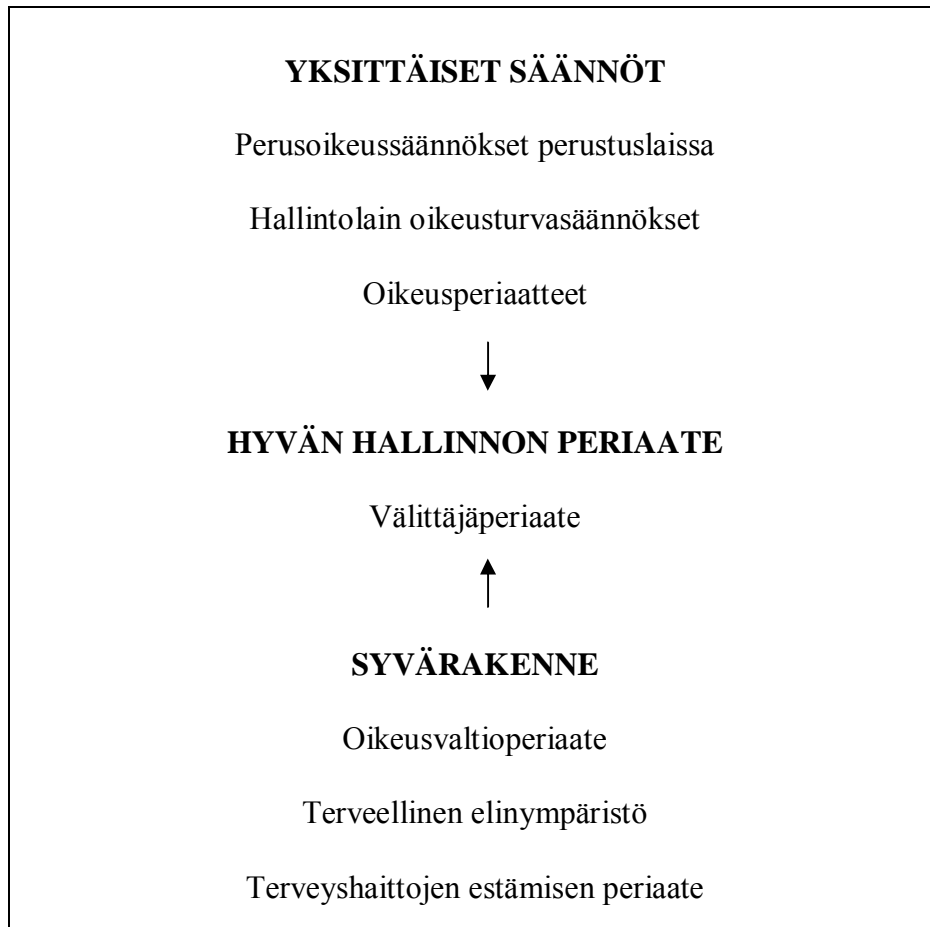 YKSITTÄISET SÄÄNNÖT
Perusoikeussäännökset perustuslaissa
Hallintolain oikeusturvasäännökset
Oikeusperiaatteet
HYVÄN HALLINNON PERIAATE
Välittäjäperiaate
SYVÄRAKENNE
Oikeusvaltioperiaate
Terveellinen elinympäristö
Terveyshaittojen estämisen periaate